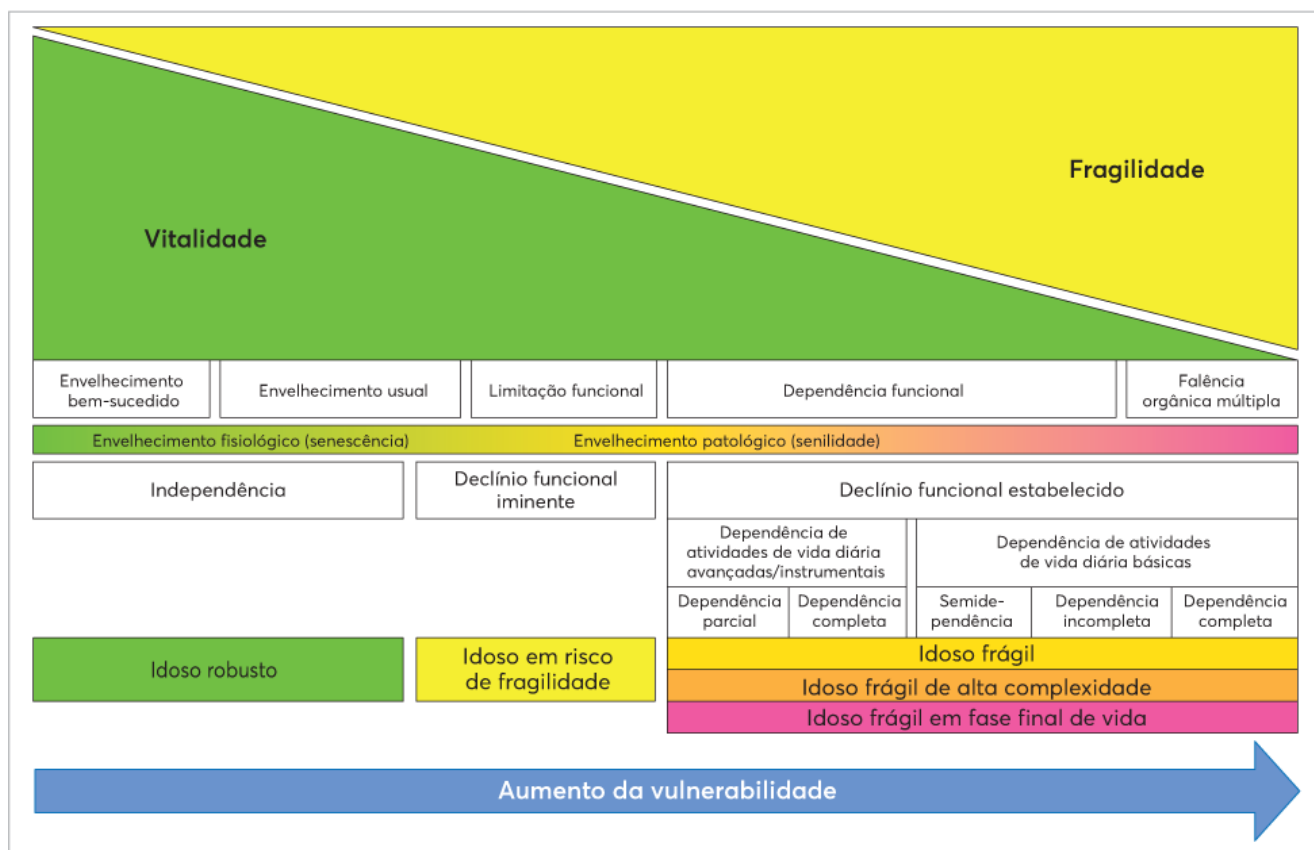 Fragilidade
Vitalidade
Envelhecimento
bem-sucedido
Envelhecimento usual
Limitação funcional
Dependência funcional
Falência
orgânica múltipla
Envelhecimento fisiológico (senescência)
Envelhecimento patológico (senilidade)
Independência
Declínio funcional
iminente
Declínio funcional estabelecido
Dependência de
atividades de vida diária
avançadas/instrumentais
Dependência de atividades
de vida diária básicas
Dependência
parcial
Dependência
completa
Semide-
pendência
Dependência
incompleta
Dependência
completa
Idoso robusto
Idoso em risco
de fragilidade
Idoso frágil
Idoso frágil de alta complexidade
Idoso frágil em fase final de vida
Aumento da vulnerabilidade